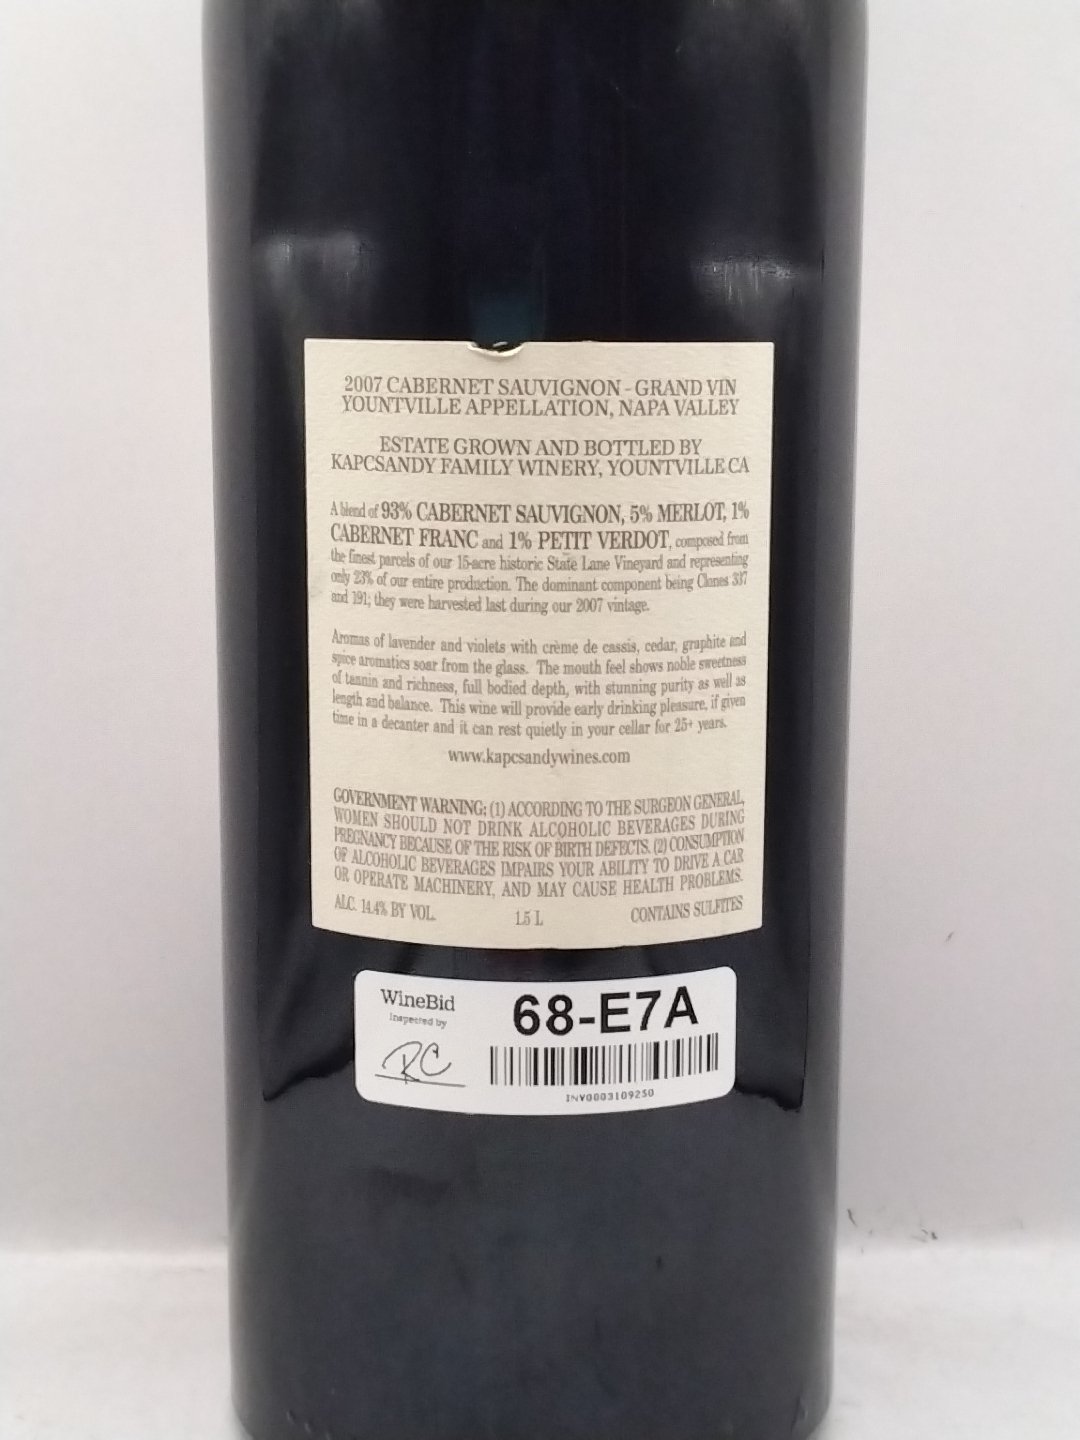 2007 CABERNET SAUVIGNON - GRAND VIN
YOUNTVILLE APPELLATION, NAPA VALLEY
ESTATE GROWN AND BOTTLED BY
KAPCSANDY FAMILY WINERY, YOUNTVILLE CA
A blend of 93% CABERNET SAUVIGNON, 5% MERLOT, 1%
CABERNET FRANC and 1% PETIT VERDOT, composed from
the finest parcels of our 15-acre historic State Lane Vineyard and representing
only 23% of our entire production. The dominant component being Clones 337
and 191; they were harvested last during our 2007 vintage.
Aromas of lavender and violets with crème de cassis, cedar, graphite and
spice aromatics soar from the glass. The mouth feel shows noble sweetness
of tannin and richness, full bodied depth, with stunning purity as well as
length and balance. This wine will provide early drinking pleasure, if given
time in a decanter and it can rest quietly in your cellar for 25+ years.
www.kapcsandywines.com
GOVERNMENT WARNING: (1) ACCORDING TO THE SURGEON GENERAL,
WOMEN SHOULD NOT DRINK ALCOHOLIC BEVERAGES DURING
PREGNANCY BECAUSE OF THE RISK OF BIRTH DEFECTS. (2) CONSUMPTION
OF ALCOHOLIC BEVERAGES IMPAIRS YOUR ABILITY TO DRIVE A CAR
OR OPERATE MACHINERY, AND MAY CAUSE HEALTH PROBLEMS.
ALC. 14.4% BY VOL. 1.5 L CONTAINS SULFITES
WineBid 68-E7A
Inspected by
RC
INV0003109250